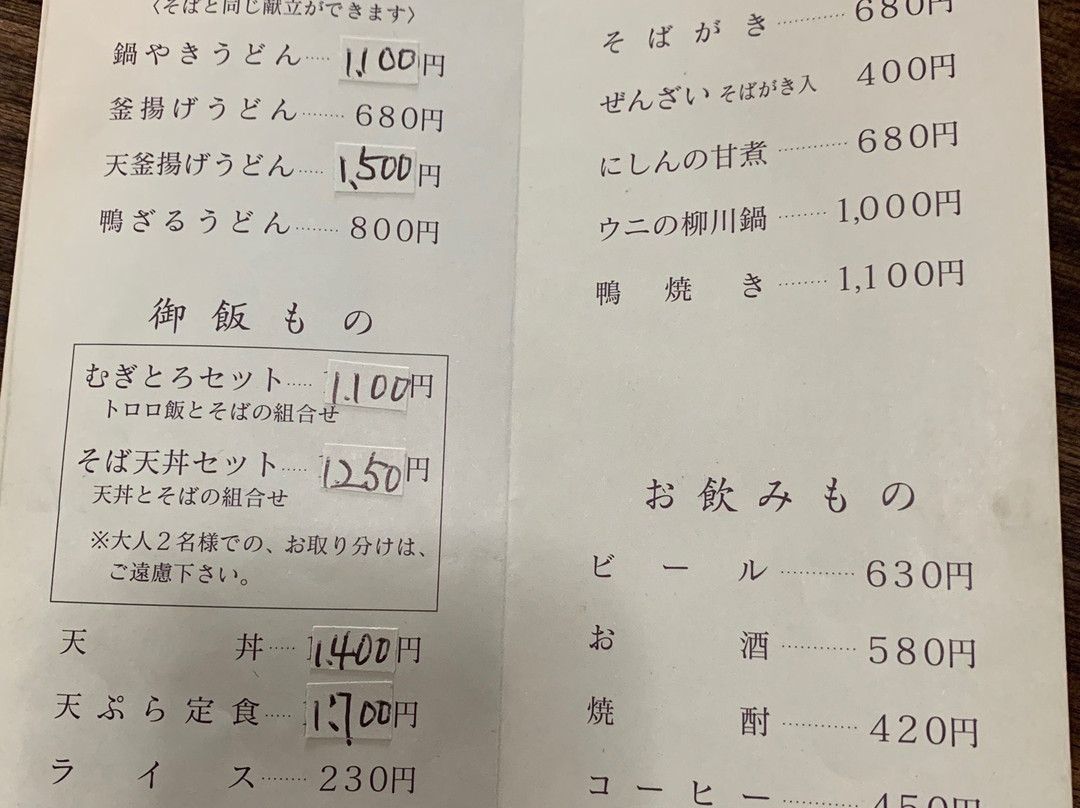 〈そばと同じ献立ができます〉
鍋やきうどん…… 1,100円
釜揚げうどん……… 680円
天釜揚げうどん…… 1,500円
鴨ざるうどん……… 800円
御飯もの
むぎとろセット…… 1,100円
トロロ飯とそばの組合せ
そば天丼セット…… 1250円
天丼とそばの組合せ
※大人2名様での、お取り分けは、
ご遠慮下さい。
天丼…… 1,400円
天ぷら定食…… 1,700円
ライス……… 230円
そばがき………… 680円
ぜんざい そばがき入 400円
にしんの甘煮………… 680円
ウニの柳川鍋……… 1,000円
鴨焼き……… 1,100円
お飲みもの
ビール………… 630円
お酒………… 580円
焼酎………… 420円
コーヒー………… 450円